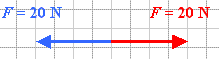 F = 20 N F = 20 N